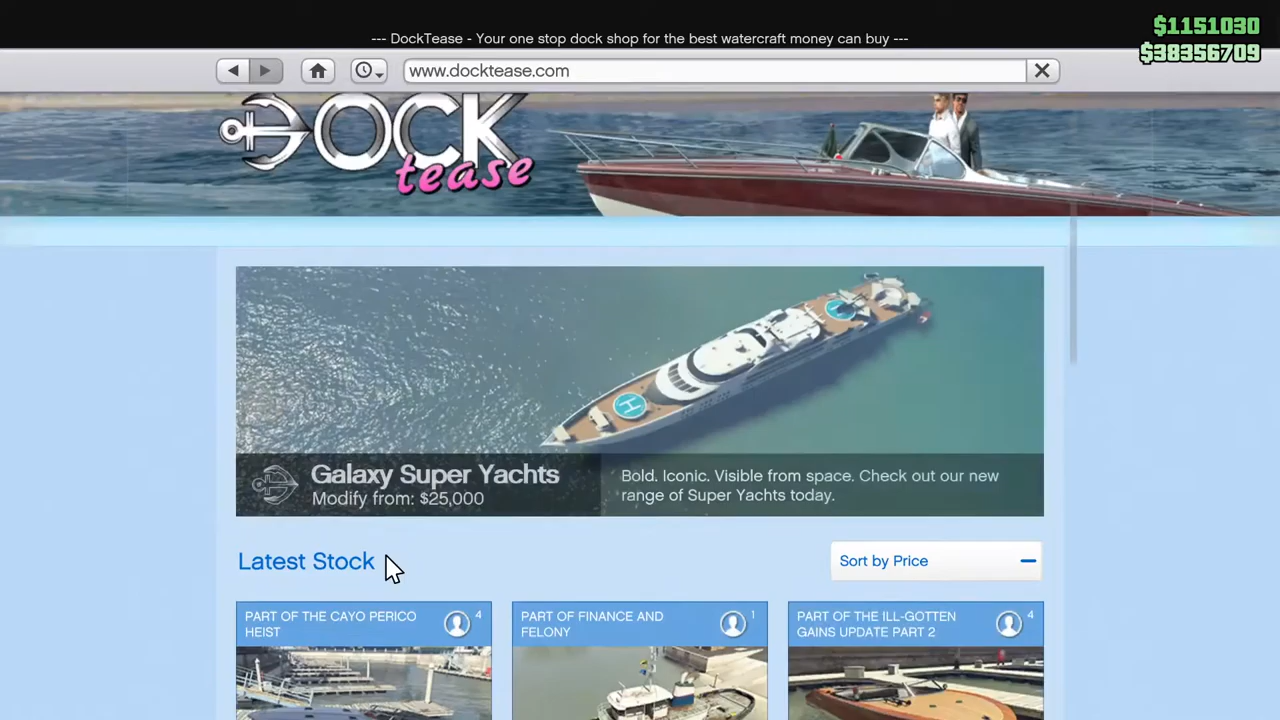 $1151030
--- DockTease - Your one stop dock shop for the best watercraft money can buy ---
$38356709
www.docktease.com
DOCK
tease
H
Galaxy Super Yachts
Modify from: $25,000
Bold. Iconic. Visible from space. Check out our new
range of Super Yachts today.
Latest Stock
Sort by Price
PART OF THE CAYO PERICO
HEIST
4
PART OF FINANCE AND
FELONY
1
PART OF THE ILL-GOTTEN
GAINS UPDATE PART 2
4